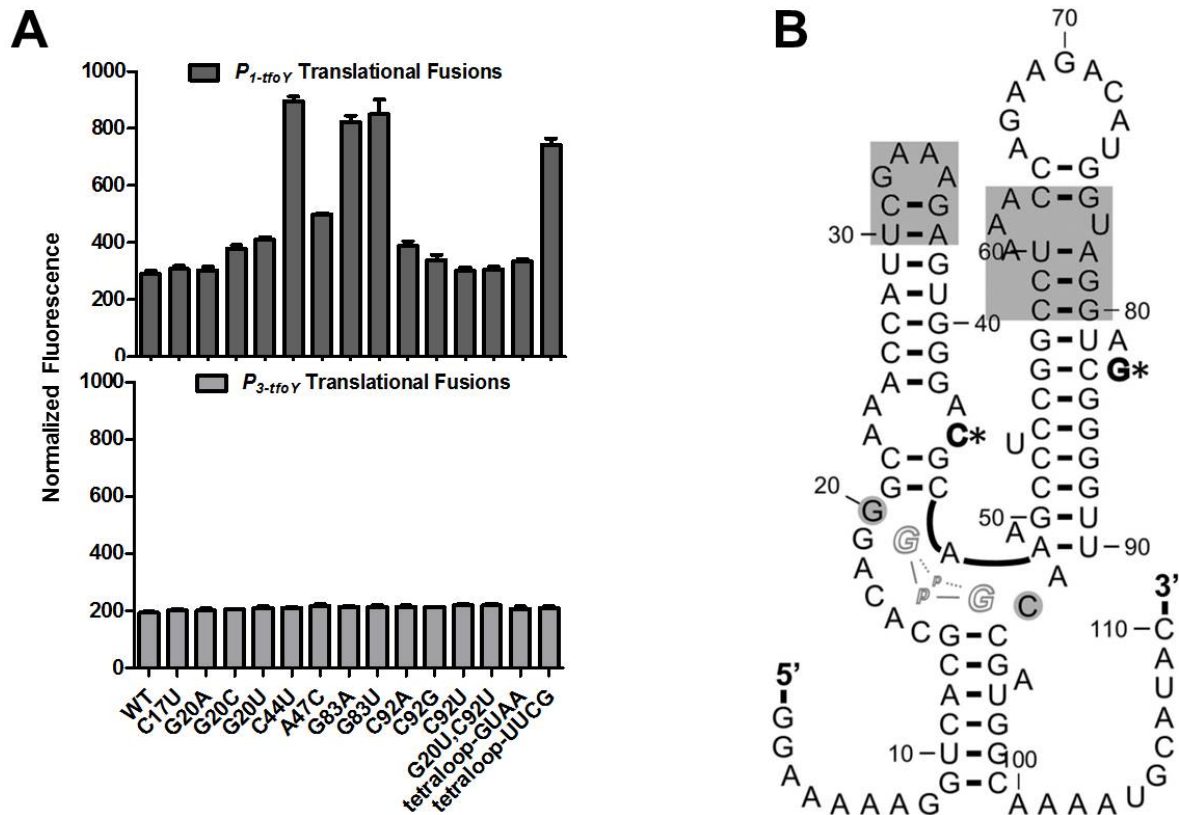 A
1000
P1-tfoY Translational Fusions
800
600
400
200
0
1000
P3-tfoY Translational Fusions
800
600
400
200
0
Normalized Fluorescence
WT
C17U
G20A
G20C
G20U
C44U
A47C
G83A
G83U
C92A
C92G
C92U
G20U,C92U
tetraloop-GUAA
tetraloop-UUCG
B
70
A G A
A C
G A
A U
C G
A A
G A
C G
30 U A
U G
A U
C G 40
C G
A G
A A
A C*
C G
20 G C
G
G
A
C
A C
A C G
A U
A
60 A U A
C G
C G 80
G U A
G C G*
C G
U C G
C G
C G
50 G U
A A U 90
A
A
C
G
P P G
G C
C G
A U A
C G
10 U G
G C 100
5'
G
G
A
A A A A A G
A A A A U
G
C
A
U
A
110 C
3'